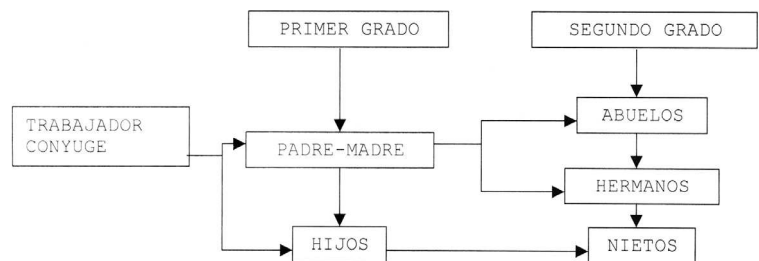 PRIMER GRADO
SEGUNDO GRADO
TRABAJADOR
CONYUGE
PADRE-MADRE
ABUELOS
HERMANOS
HIJOS
NIETOS